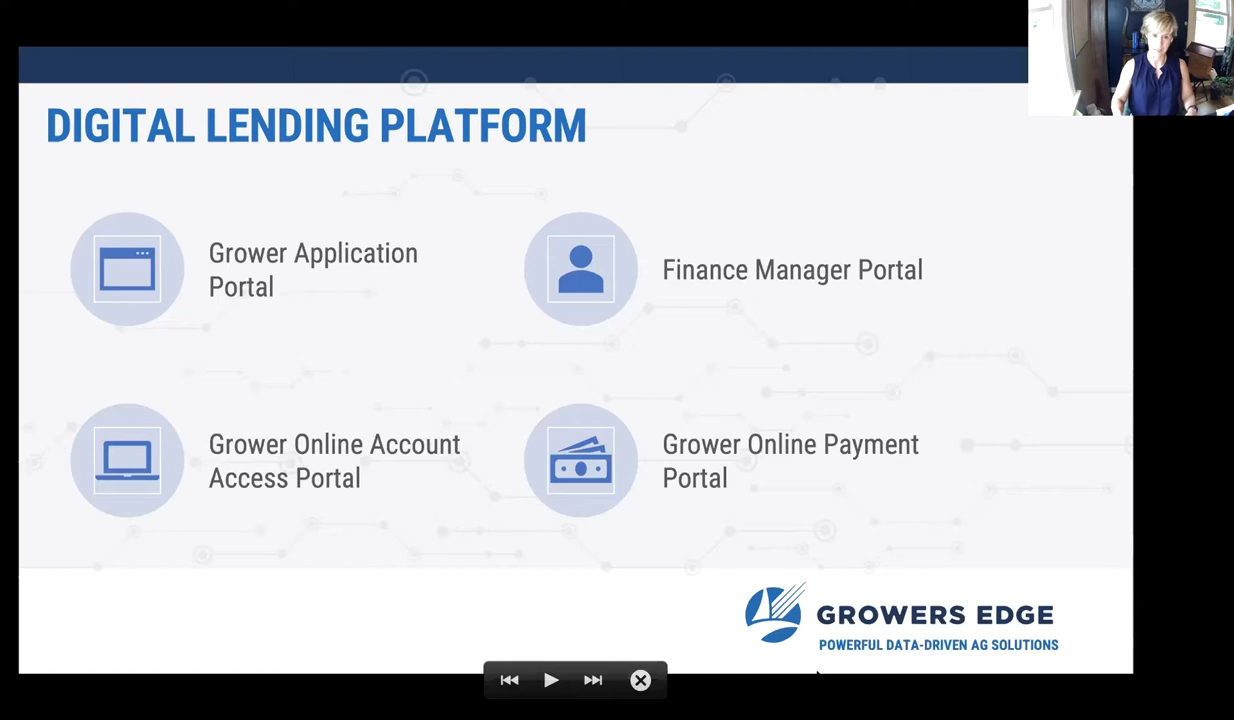 DIGITAL LENDING PLATFORM
Grower Application
Portal
Finance Manager Portal
Grower Online Account
Access Portal
Grower Online Payment
Portal
GROWERS EDGE
POWERFUL DATA-DRIVEN AG SOLUTIONS